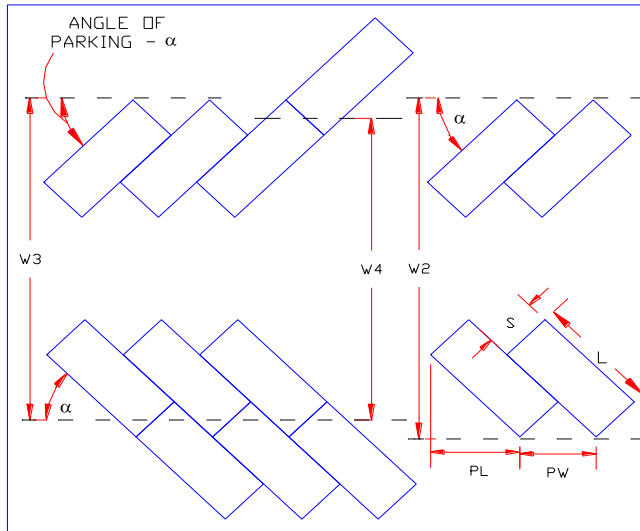 ANGLE OF
PARKING - α
α
W3
W4
W2
S
L
α
PL
PW